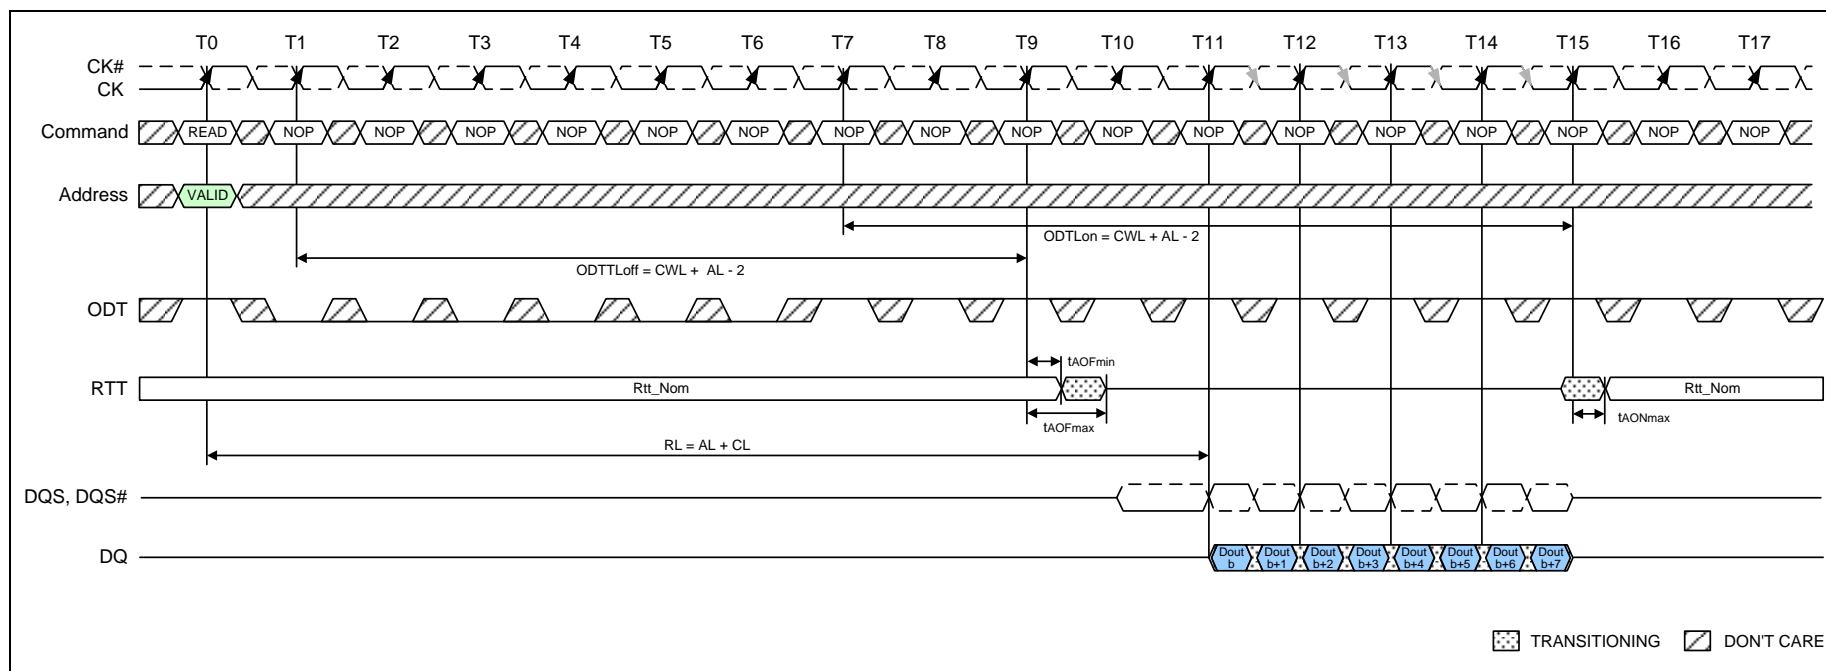 T0 T1 T2 T3 T4 T5 T6 T7 T8 T9 T10 T11 T12 T13 T14 T15 T16 T17
CK#
CK
Command READ NOP NOP NOP NOP NOP NOP NOP NOP NOP NOP NOP NOP NOP NOP NOP NOP NOP
Address VALID
ODTLon = CWL + AL - 2
ODTTLoff = CWL + AL - 2
ODT
tAOFmin
RTT Rtt_Nom Rtt_Nom
tAOFmax tAONmax
RL = AL + CL
DQS, DQS#
DQ Dout b Dout b+1 Dout b+2 Dout b+3 Dout b+4 Dout b+5 Dout b+6 Dout b+7
TRANSITIONING DON'T CARE